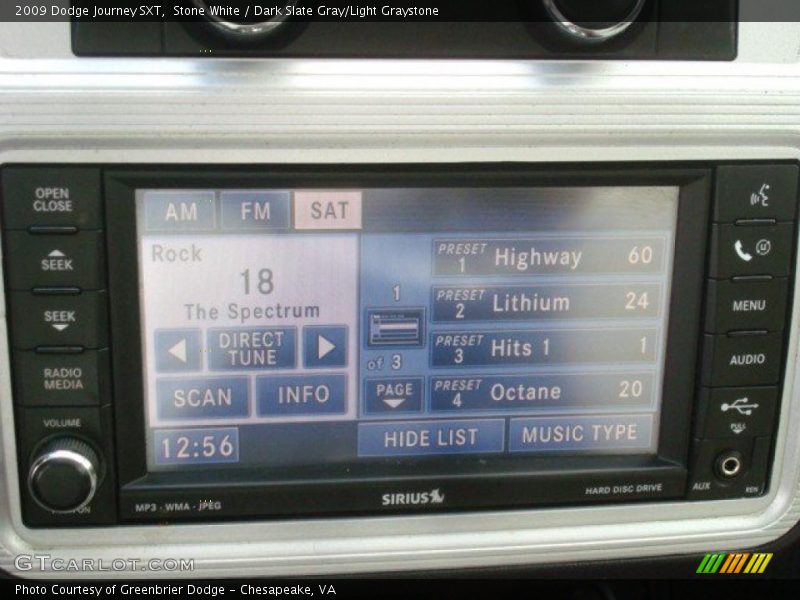 2009 Dodge Journey SXT,  Stone White / Dark Slate Gray/Light Graystone
OPEN
CLOSE
SEEK
SEEK
RADIO
MEDIA
VOLUME
AM FM SAT
Rock
18
The Spectrum
DIRECT
TUNE
SCAN INFO
12:56
1
of 3
PAGE
PRESET 1 Highway 60
PRESET 2 Lithium 24
PRESET 3 Hits 1 1
PRESET 4 Octane 20
HIDE LIST MUSIC TYPE
MENU
AUDIO
PULL
AUX
MP3 · WMA · JPEG
SIRIUS
HARD DISC DRIVE
GTCARLOT.COM
Photo Courtesy of Greenbrier Dodge – Chesapeake, VA